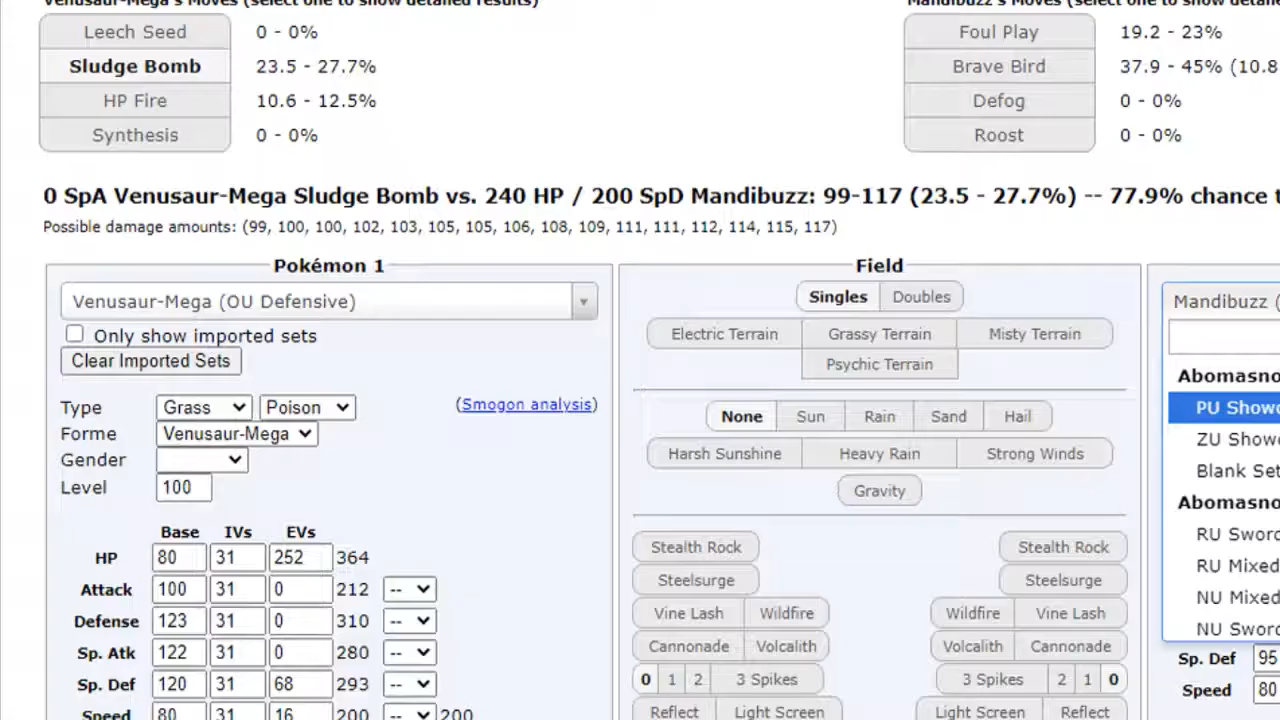 Venusaur-Mega's Moves (select one to show detailed results)
Mandibuzz's Moves (select one to show detaile
Leech Seed 0 - 0%
Sludge Bomb 23.5 - 27.7%
HP Fire 10.6 - 12.5%
Synthesis 0 - 0%
Foul Play 19.2 - 23%
Brave Bird 37.9 - 45% (10.8
Defog 0 - 0%
Roost 0 - 0%
0 SpA Venusaur-Mega Sludge Bomb vs. 240 HP / 200 SpD Mandibuzz: 99-117 (23.5 - 27.7%) -- 77.9% chance t
Possible damage amounts: (99, 100, 100, 102, 103, 105, 105, 106, 108, 109, 111, 111, 112, 114, 115, 117)
Pokémon 1
Venusaur-Mega (OU Defensive)
Only show imported sets
Clear Imported Sets
Type Grass Poison (Smogon analysis)
Forme Venusaur-Mega
Gender
Level 100
Base IVs EVs
HP 80 31 252 364
Attack 100 31 0 212 --
Defense 123 31 0 310 --
Sp. Atk 122 31 0 280 --
Sp. Def 120 31 68 293 --
Speed 80 31 16 200 -- 200
Field
Singles Doubles
Electric Terrain Grassy Terrain Misty Terrain
Psychic Terrain
None Sun Rain Sand Hail
Harsh Sunshine Heavy Rain Strong Winds
Gravity
Stealth Rock Stealth Rock
Steelsurge Steelsurge
Vine Lash Wildfire Wildfire Vine Lash
Cannonade Volcalith Volcalith Cannonade
0 1 2 3 Spikes 3 Spikes 2 1 0
Reflect Light Screen Light Screen Reflect
Mandibuzz (
Abomasno
PU Showd
ZU Showd
Blank Set
Abomasno
RU Sword
RU Mixed
NU Mixed
NU Sword
Sp. Def 95
Speed 80